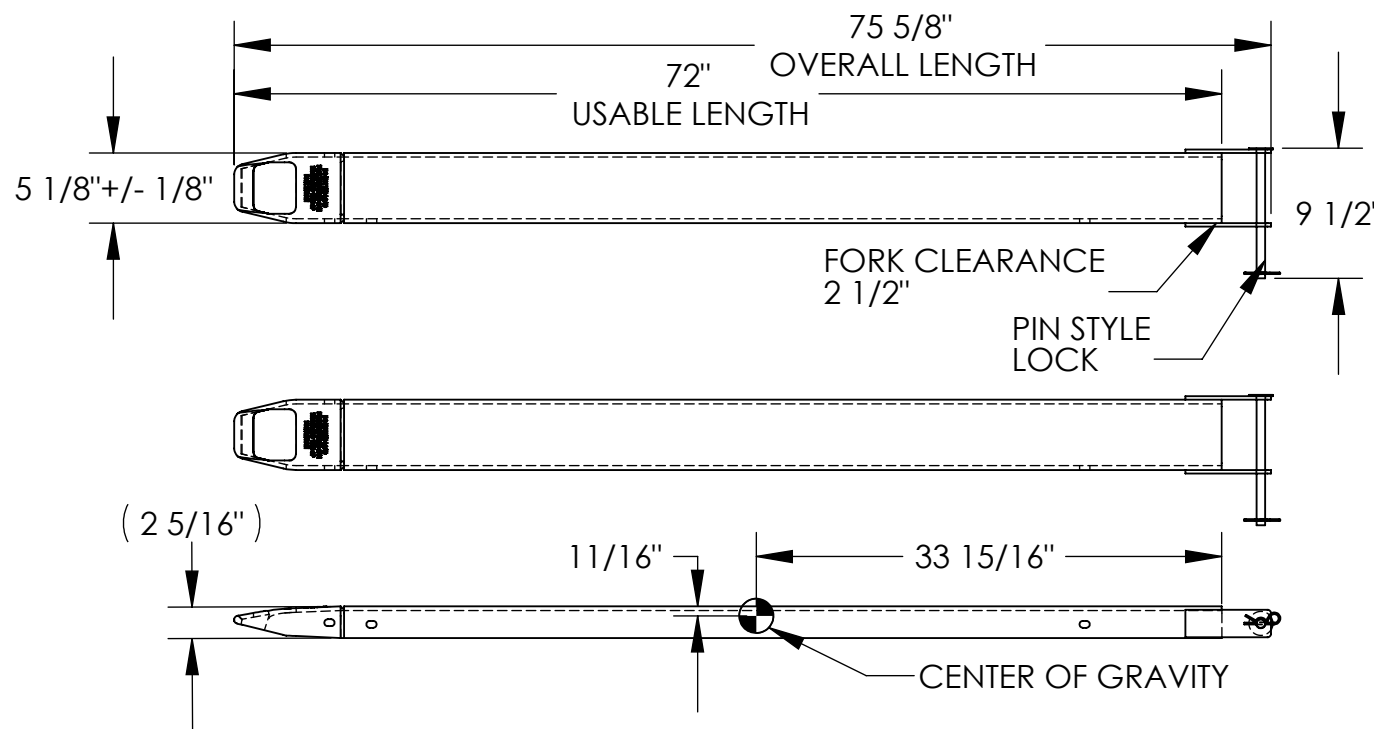 75 5/8"
OVERALL LENGTH
72"
USABLE LENGTH
5 1/8"+/- 1/8"
9 1/2"
FORK CLEARANCE
2 1/2"
PIN STYLE
LOCK
( 2 5/16" )
11/16"
33 15/16"
CENTER OF GRAVITY